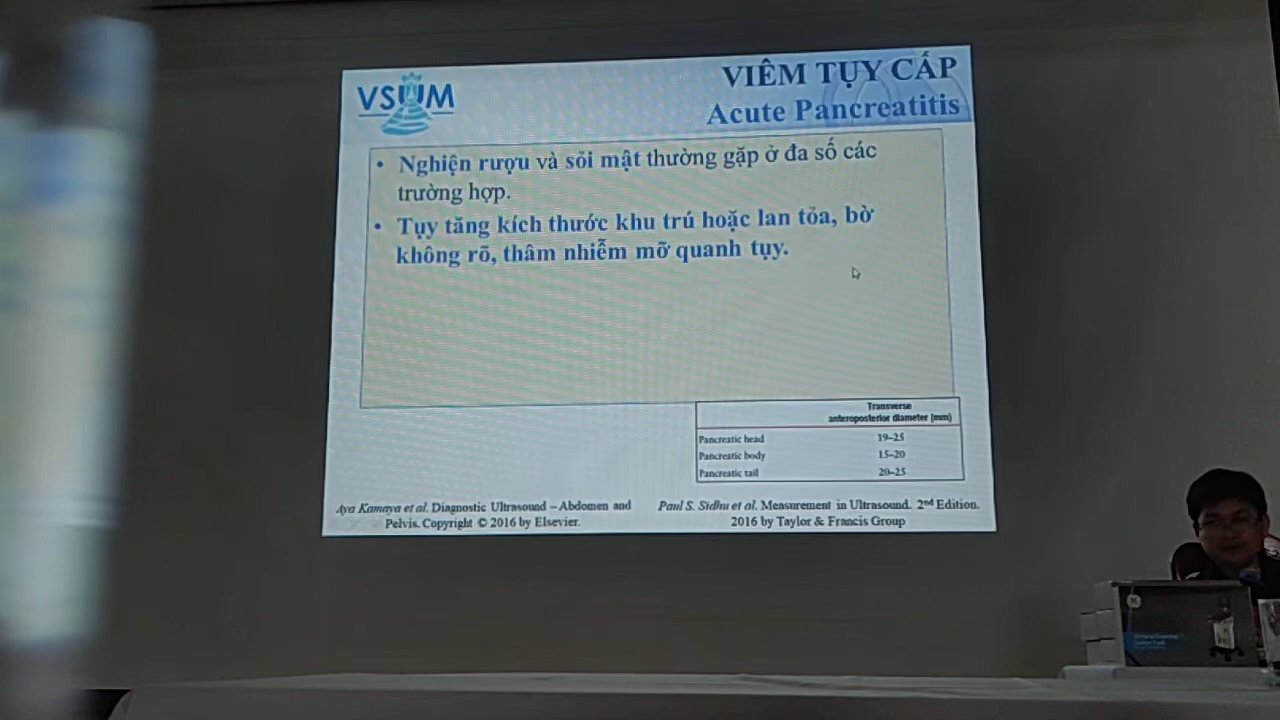 VSUM
VIÊM TỤY CẤP
Acute Pancreatitis
• Nghiện rượu và sỏi mật thường gặp ở đa số các
trường hợp.
• Tụy tăng kích thước khu trú hoặc lan tỏa, bờ
không rõ, thâm nhiễm mỡ quanh tụy.
Transverse
anteroposterior diameter (mm)
Pancreatic head 19–25
Pancreatic body 15–20
Pancreatic tail 20–25
Aya Kamaya et al. Diagnostic Ultrasound – Abdomen and
Pelvis. Copyright © 2016 by Elsevier.
Paul S. Sidhu et al. Measurement in Ultrasound. 2nd Edition.
2016 by Taylor & Francis Group